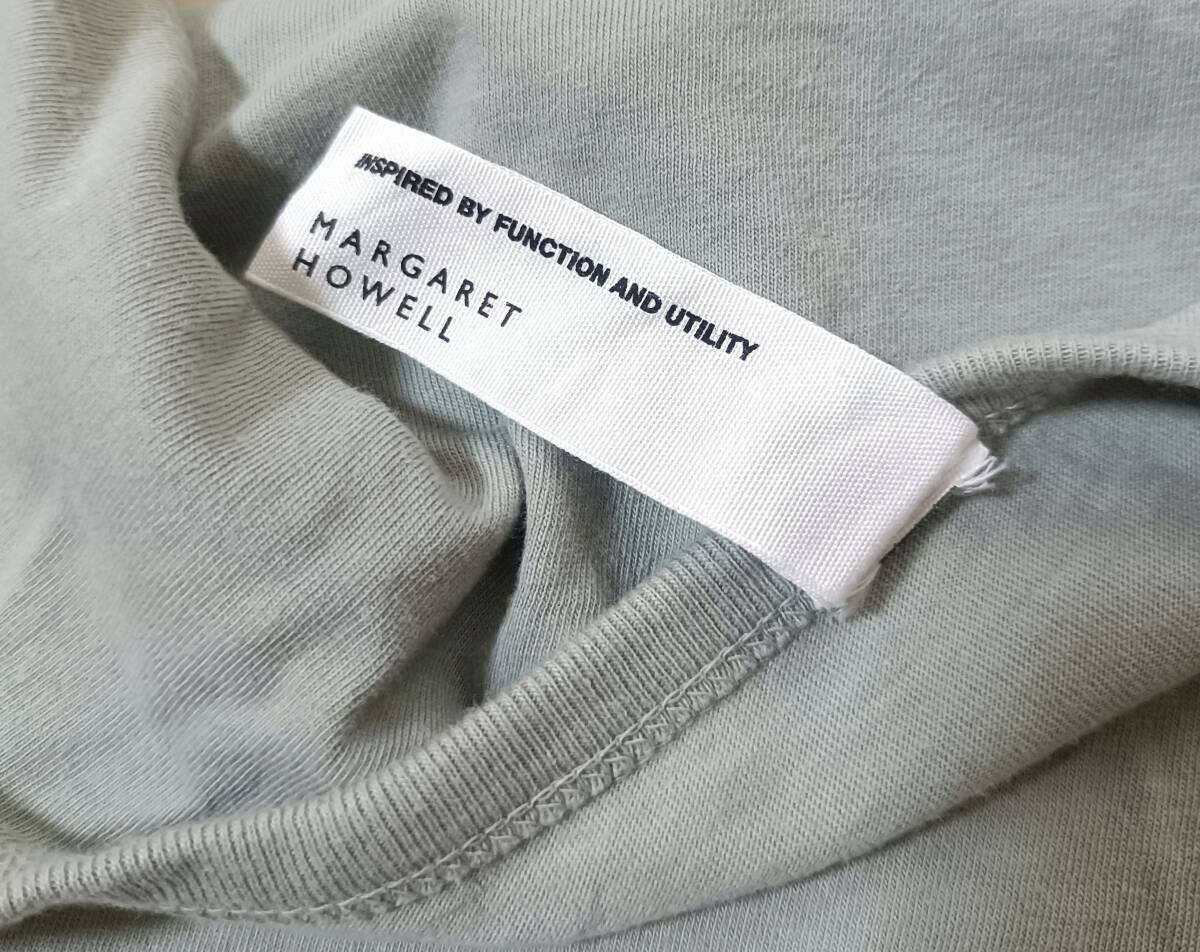 INSPIRED BY FUNCTION AND UTILITY
MARGARET
HOWELL